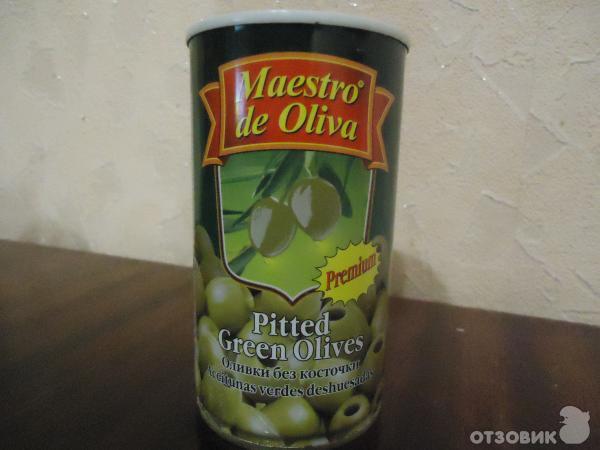 Maestro®
de Oliva
Premium
Pitted
Green Olives
Оливки без косточки
Aceitunas verdes deshuesadas
ОТЗОВИК